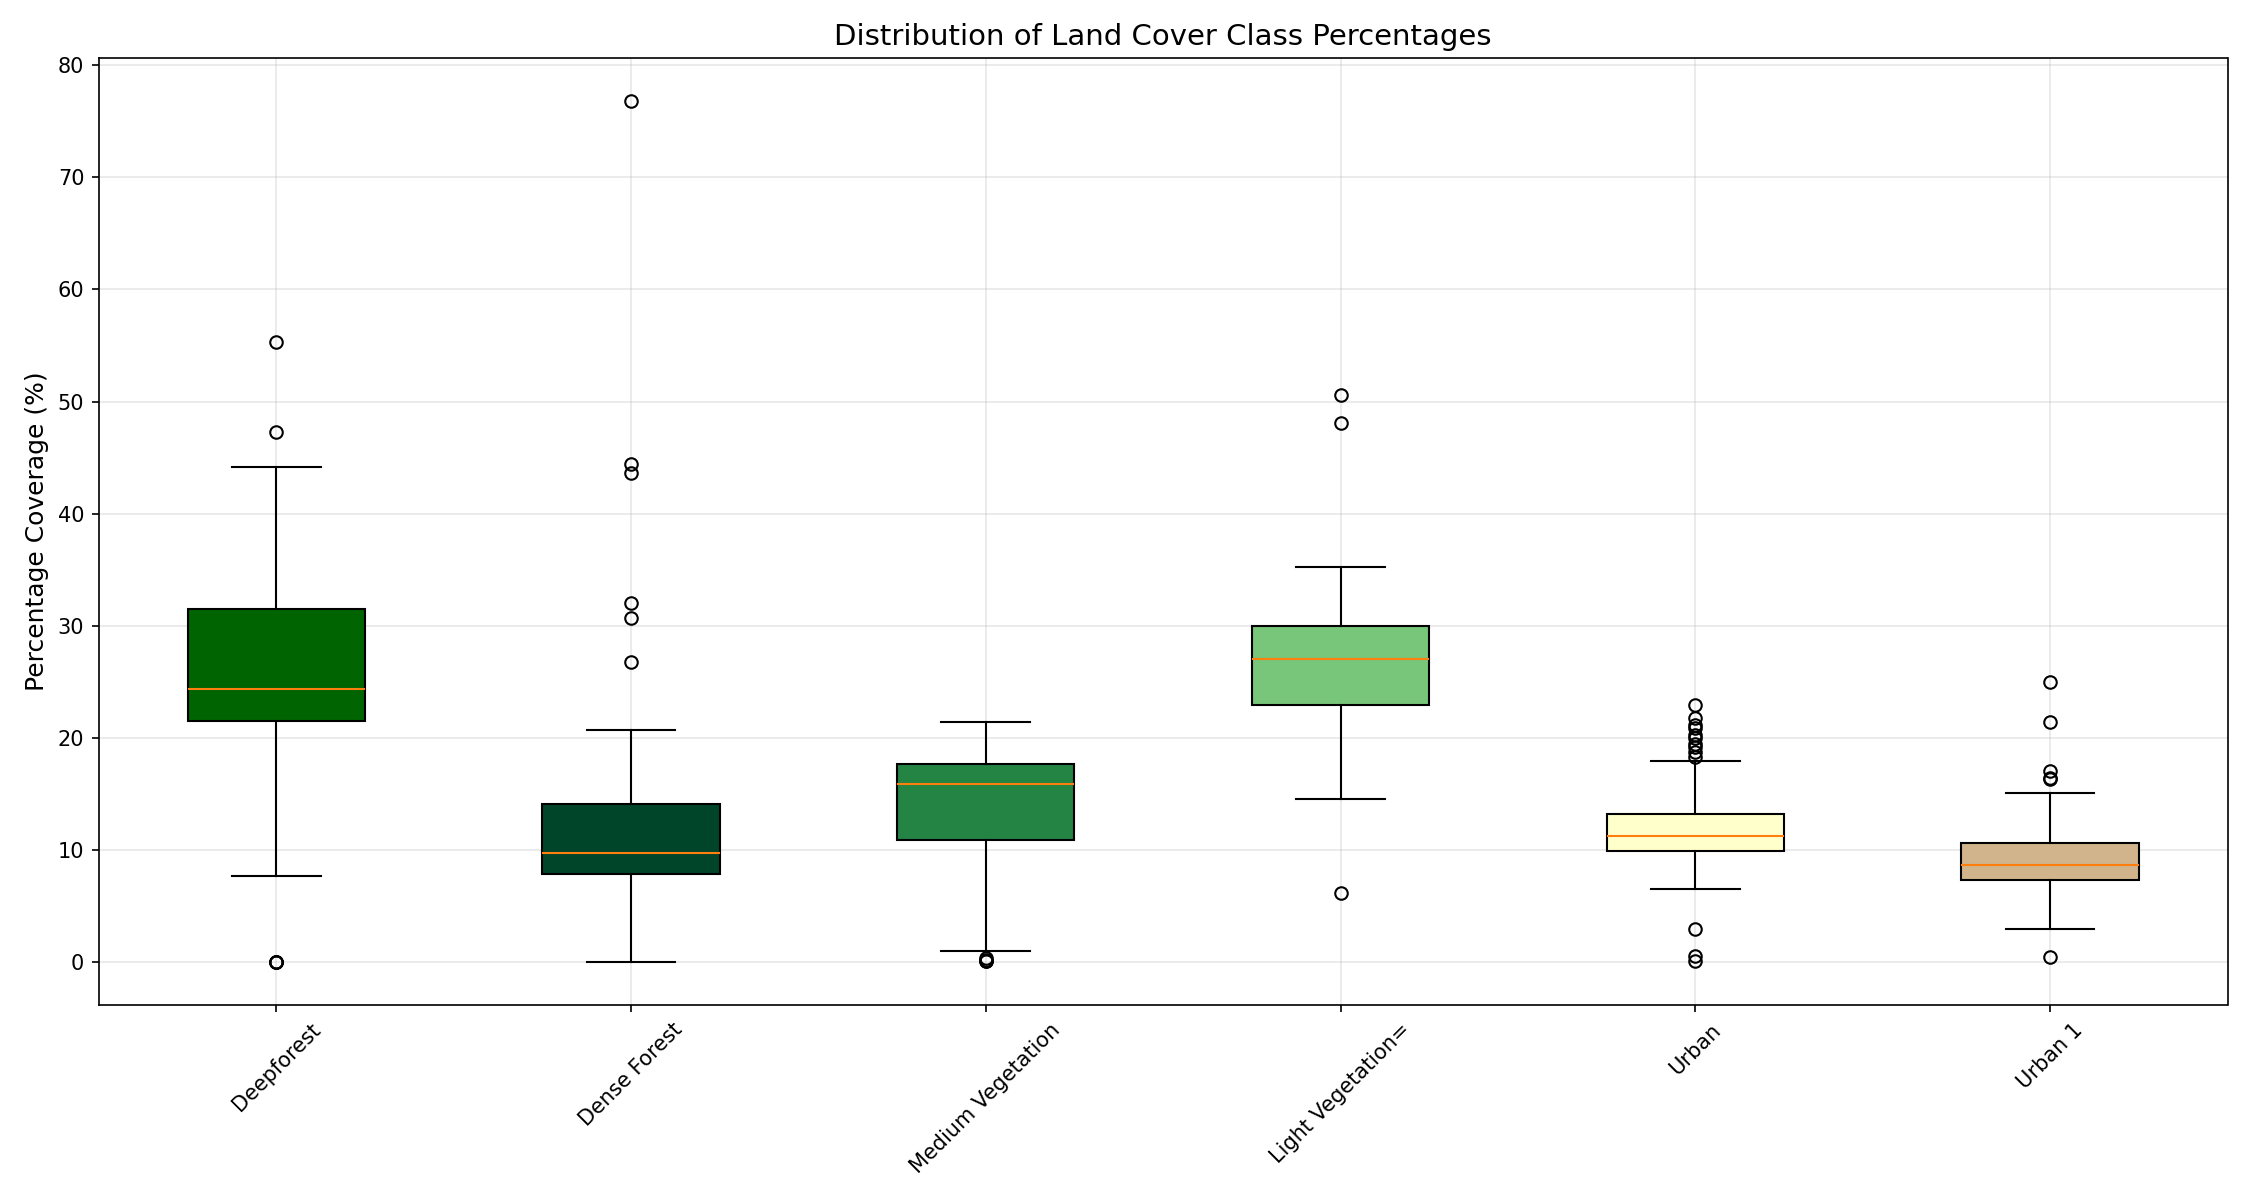 Distribution of Land Cover Class Percentages
Percentage Coverage (%)
80
70
60
50
40
30
20
10
0
Deepforest
Dense Forest
Medium Vegetation
Light Vegetation=
Urban
Urban 1